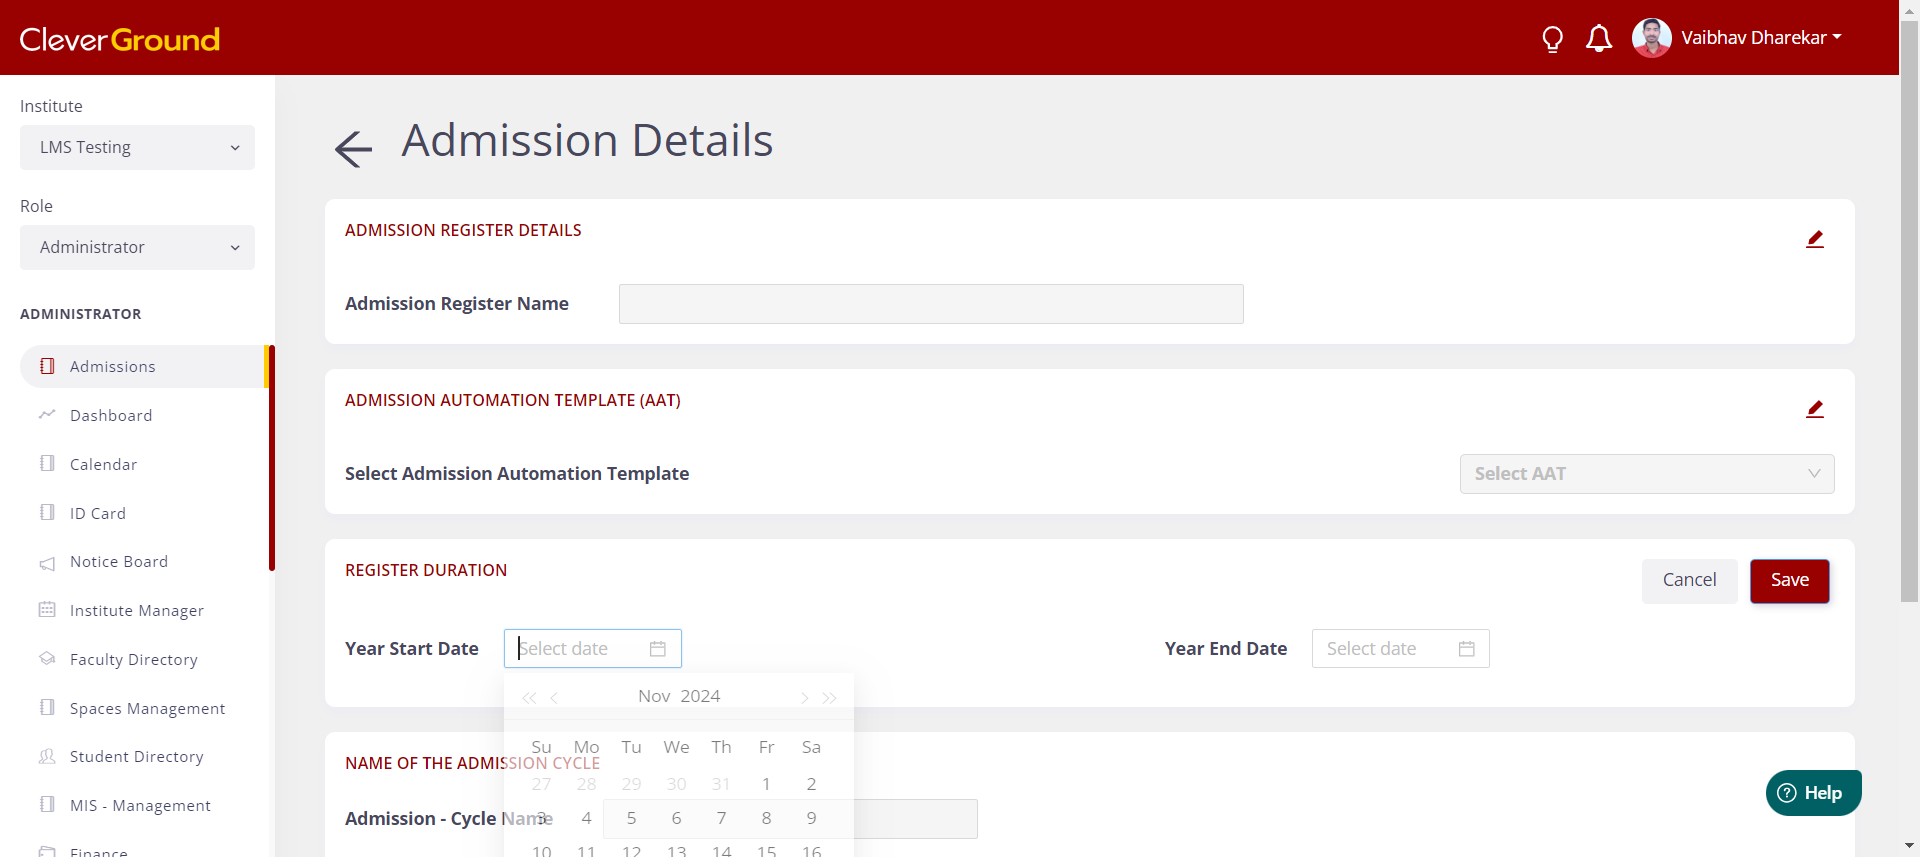 CleverGround
Vaibhav Dharekar
Institute
LMS Testing
Role
Administrator
ADMINISTRATOR
Admissions
Dashboard
Calendar
ID Card
Notice Board
Institute Manager
Faculty Directory
Spaces Management
Student Directory
MIS - Management
Finance
Admission Details
ADMISSION REGISTER DETAILS
Admission Register Name
ADMISSION AUTOMATION TEMPLATE (AAT)
Select Admission Automation Template
Select AAT
REGISTER DURATION
Cancel
Save
Year Start Date
Select date
Year End Date
Select date
Nov 2024
Su Mo Tu We Th Fr Sa
27 28 29 30 31 1 2
3 4 5 6 7 8 9
10 11 12 13 14 15 16
NAME OF THE ADMISSION CYCLE
Admission - Cycle Name
Help